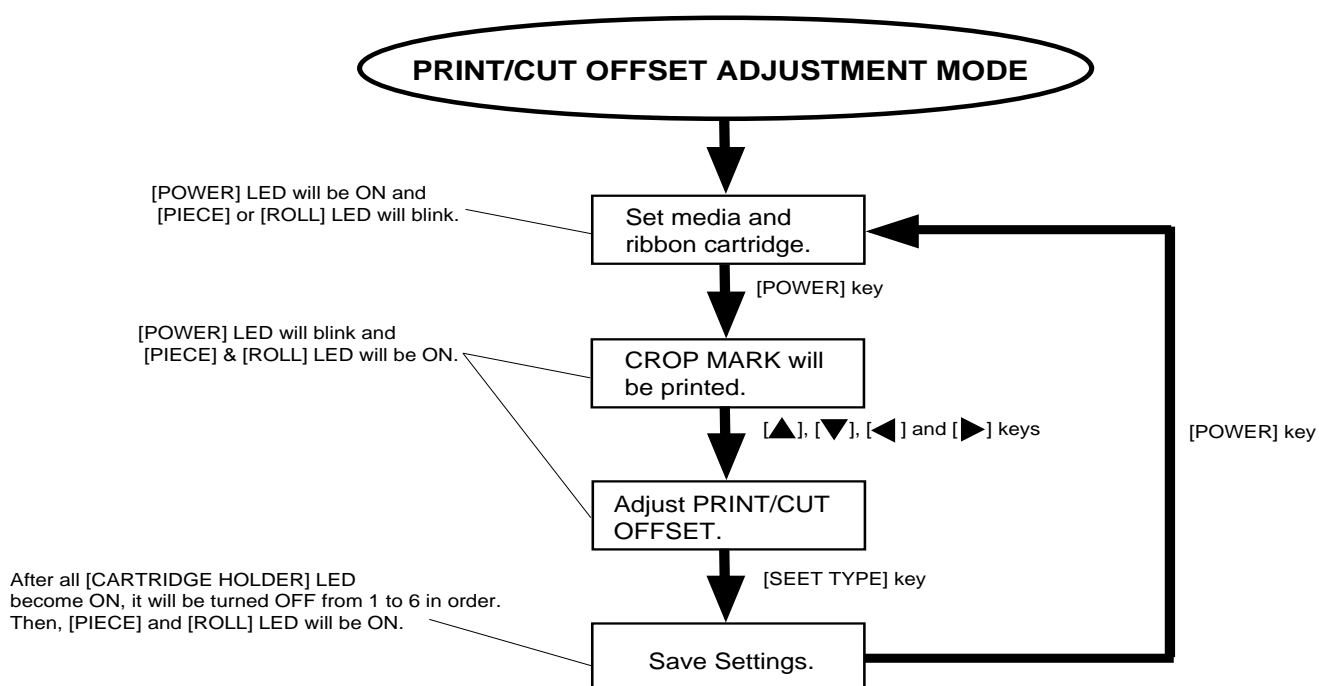 PRINT/CUT OFFSET ADJUSTMENT MODE
[POWER] LED will be ON and
[PIECE] or [ROLL] LED will blink.
Set media and
ribbon cartridge.
[POWER] key
[POWER] LED will blink and
[PIECE] & [ROLL] LED will be ON.
CROP MARK will
be printed.
[▲], [▼], [◀] and [▶] keys
[POWER] key
Adjust PRINT/CUT
OFFSET.
[SEET TYPE] key
After all [CARTRIDGE HOLDER] LED
become ON, it will be turned OFF from 1 to 6 in order.
Then, [PIECE] and [ROLL] LED will be ON.
Save Settings.